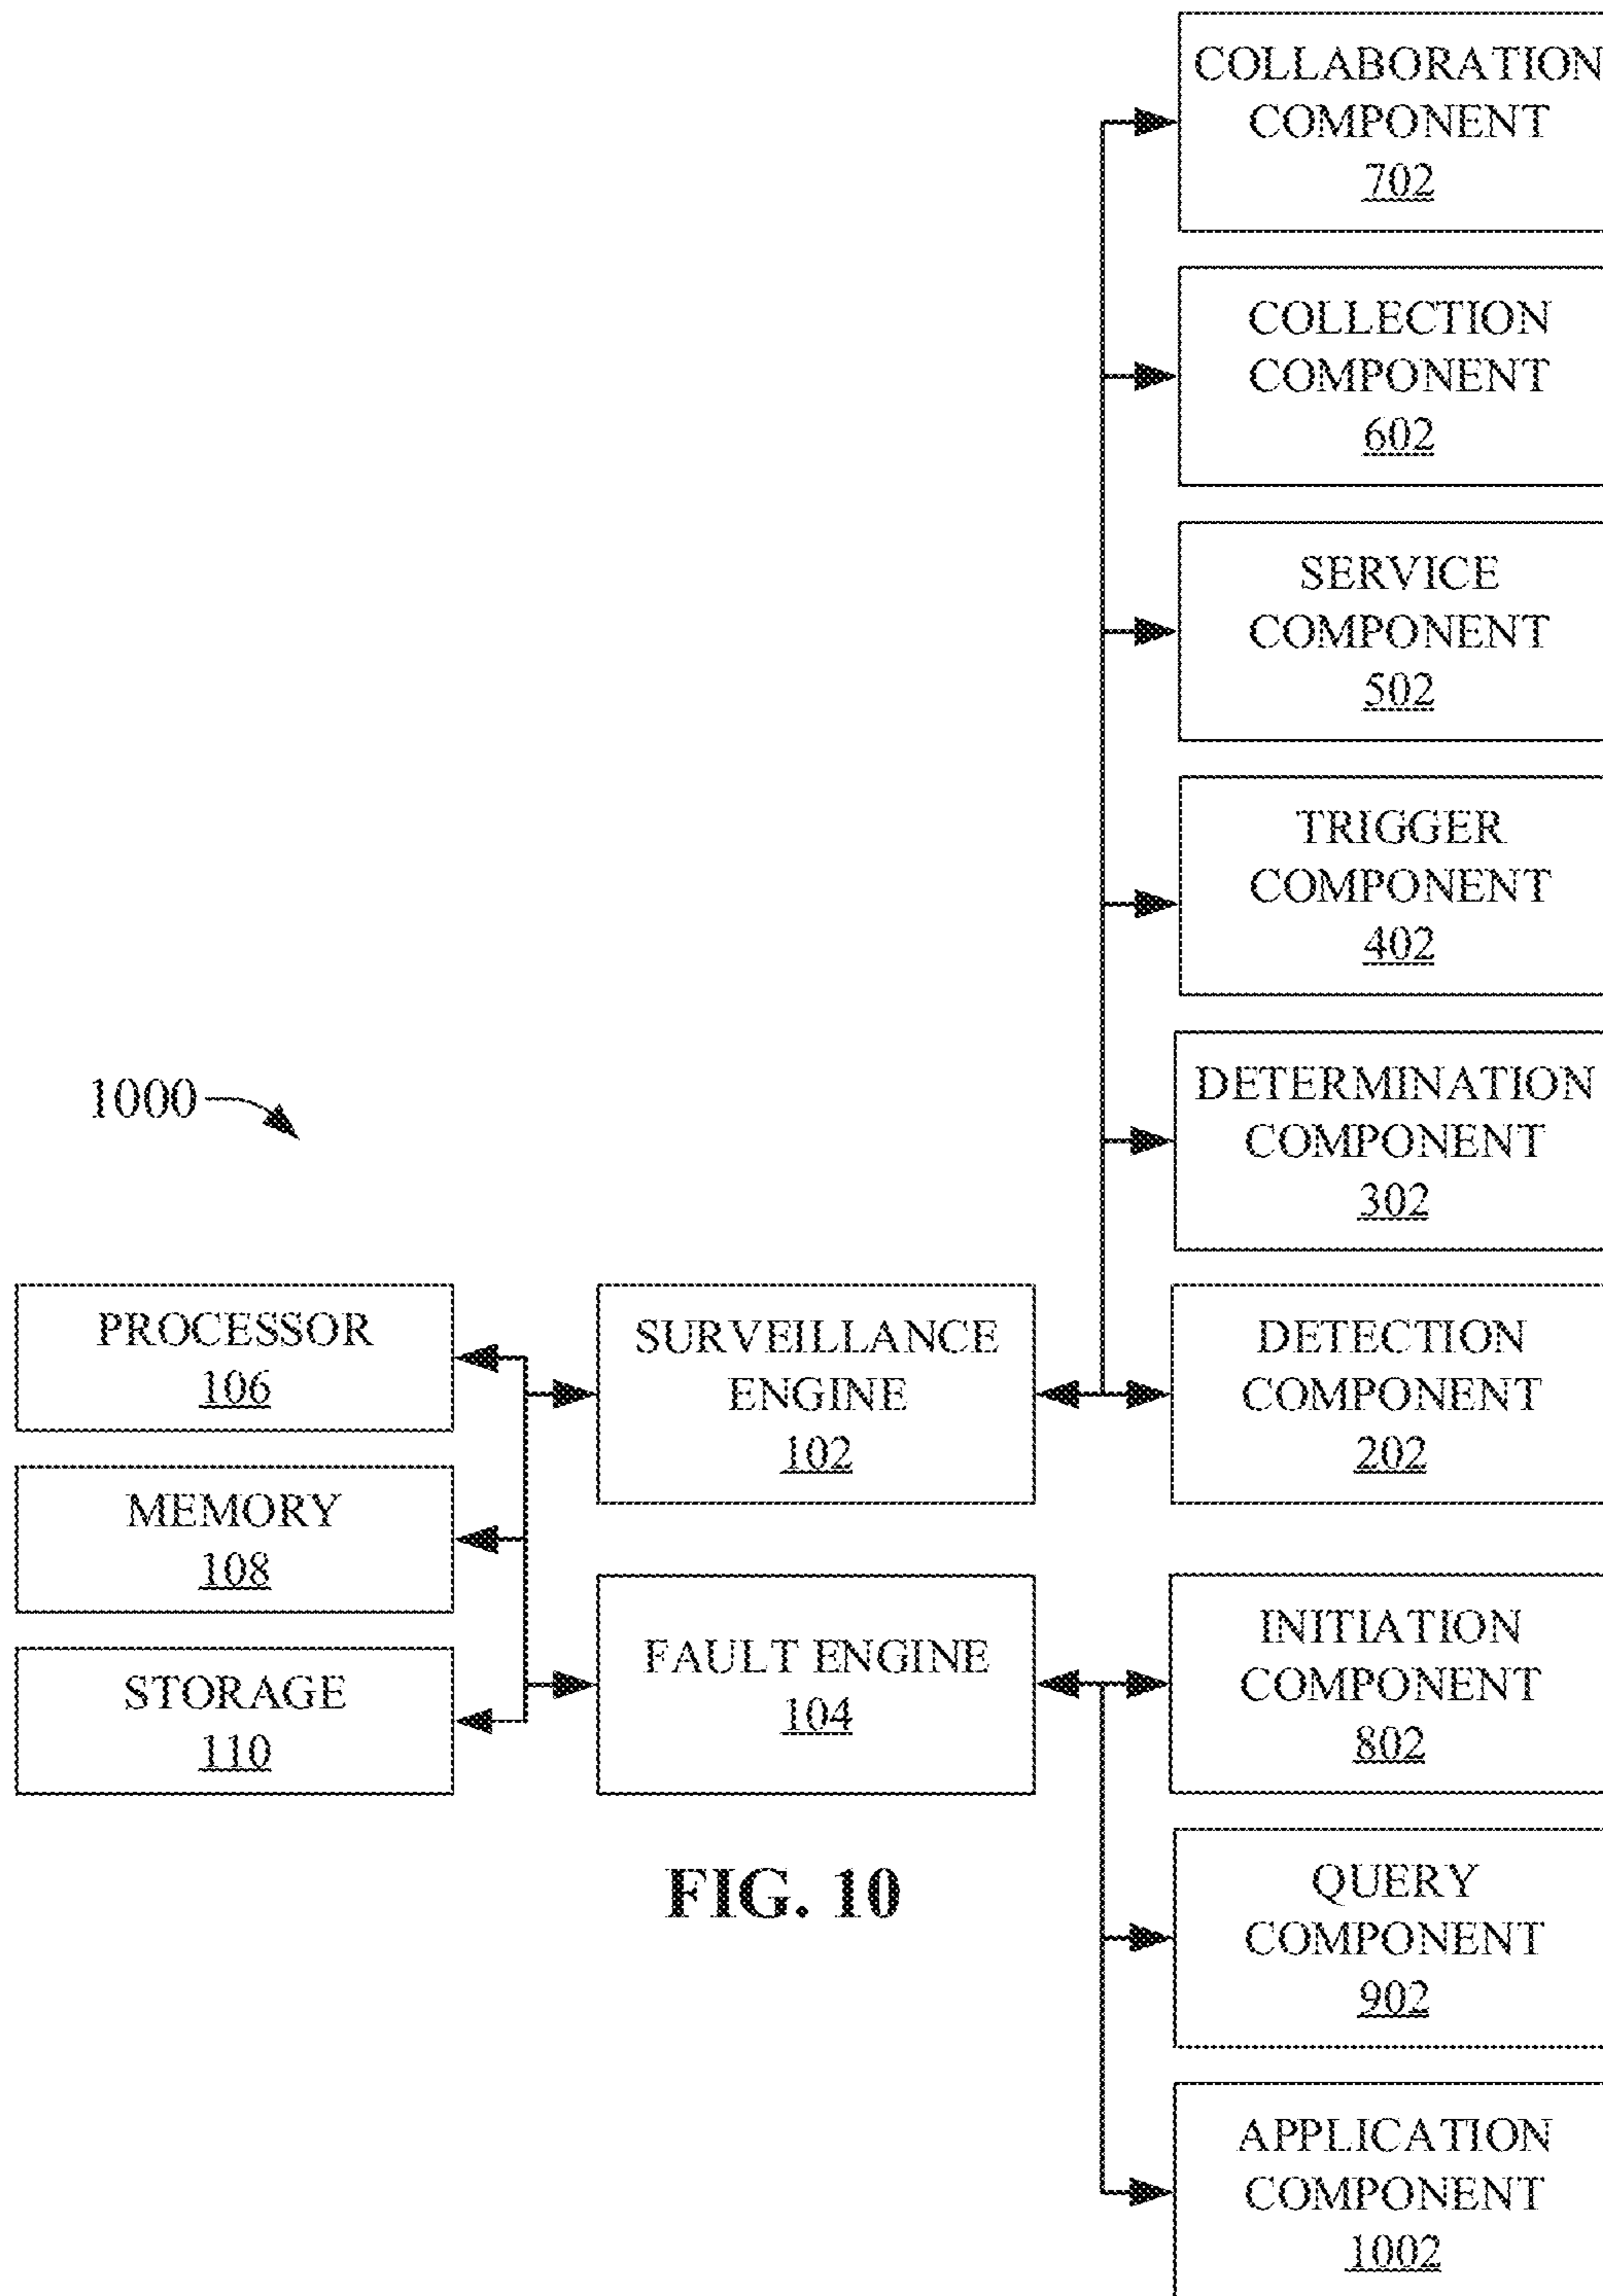 COLLABORATION
COMPONENT
702
COLLECTION
COMPONENT
602
SERVICE
COMPONENT
502
TRIGGER
COMPONENT
402
DETERMINATION
COMPONENT
302
1000
PROCESSOR
106
SURVEILLANCE
ENGINE
102
DETECTION
COMPONENT
202
MEMORY
108
STORAGE
110
FAULT ENGINE
104
INITIATION
COMPONENT
802
QUERY
COMPONENT
902
APPLICATION
COMPONENT
1002
FIG. 10